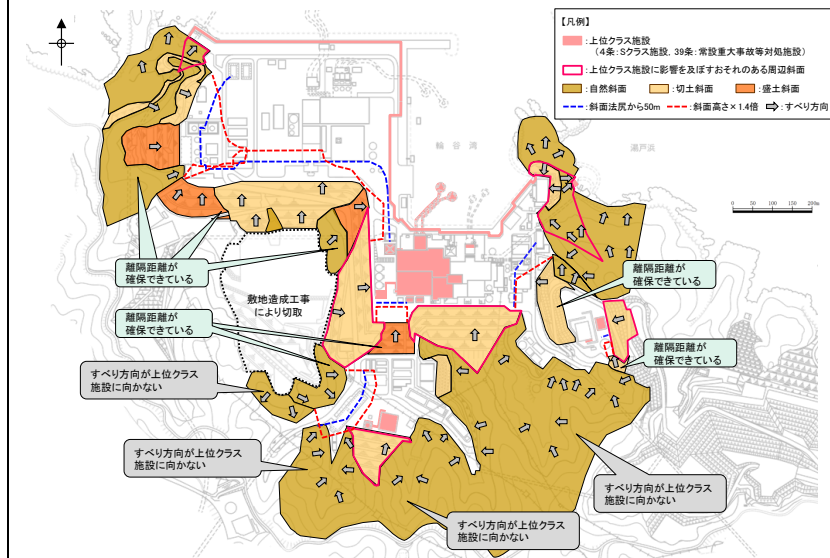 【凡例】
：上位クラス施設
（4条：Sクラス施設，39条：常設重大事故等対処施設）
：上位クラス施設に影響を及ぼすおそれのある周辺斜面
：自然斜面 ：切土斜面 ：盛土斜面
：斜面法尻から50m ：斜面高さ×1.4倍 ：すべり方向
輪谷湾
湯戸浜
0 50 100 150 200m
離隔距離が
確保できている
敷地造成工事
により切取
離隔距離が
確保できている
離隔距離が
確保できている
離隔距離が
確保できている
すべり方向が上位クラス
施設に向かない
すべり方向が上位クラス
施設に向かない
すべり方向が上位クラス
施設に向かない
すべり方向が上位クラス
施設に向かない